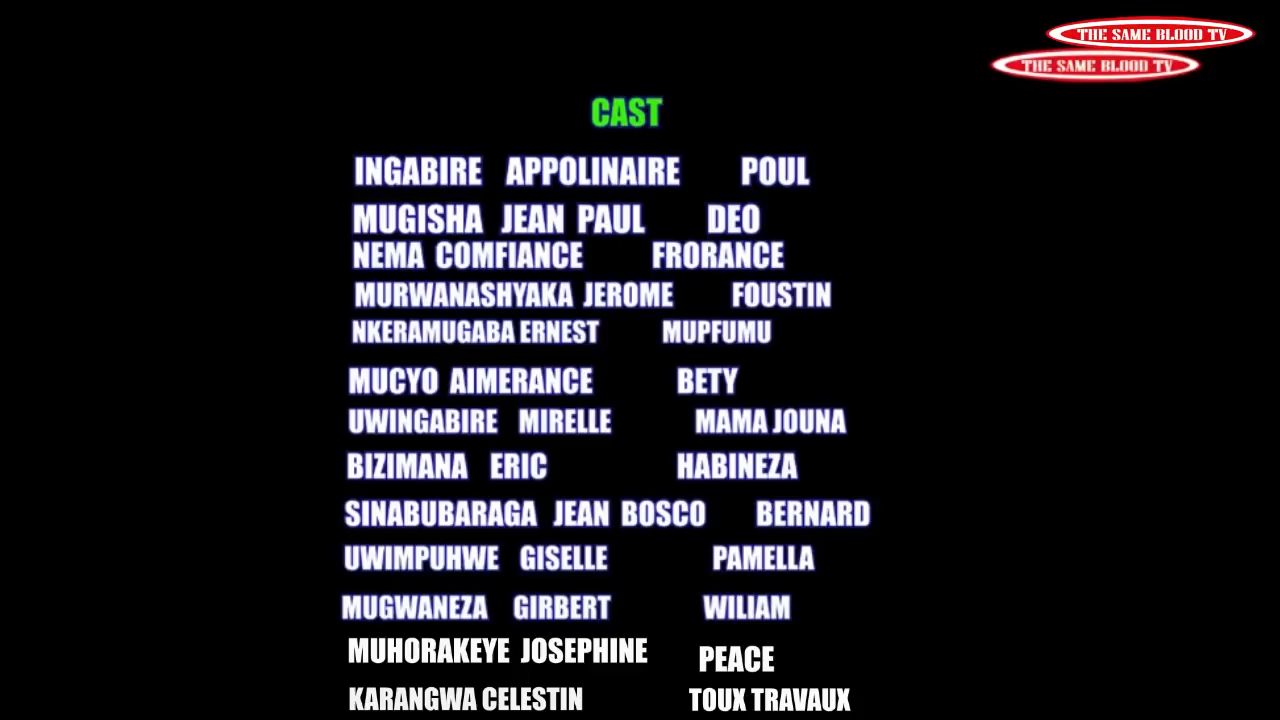 THE SAME BLOOD TV
THE SAME BLOOD TV
CAST
INGABIRE APPOLINAIRE POUL
MUGISHA JEAN PAUL DEO
NEMA COMFIANCE FRORANCE
MURWANASHYAKA JEROME FOUSTIN
NKERAMUGABA ERNEST MUPFUMU
MUCYO AIMERANCE BETY
UWINGABIRE MIRELLE MAMA JOUNA
BIZIMANA ERIC HABINEZA
SINABUBARAGA JEAN BOSCO BERNARD
UWIMPUHWE GISELLE PAMELLA
MUGWANEZA GIRBERT WILIAM
MUHORAKEYE JOSEPHINE PEACE
KARANGWA CELESTIN TOUX TRAVAUX